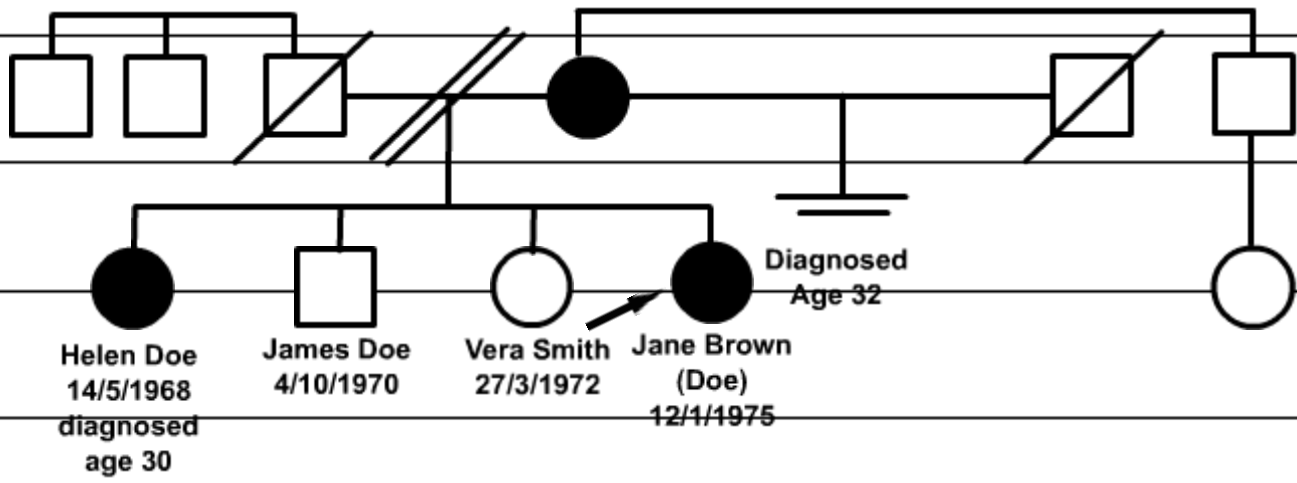 Diagnosed
Age 32
Helen Doe
14/5/1968
diagnosed
age 30
James Doe
4/10/1970
Vera Smith
27/3/1972
Jane Brown
(Doe)
12/1/1975